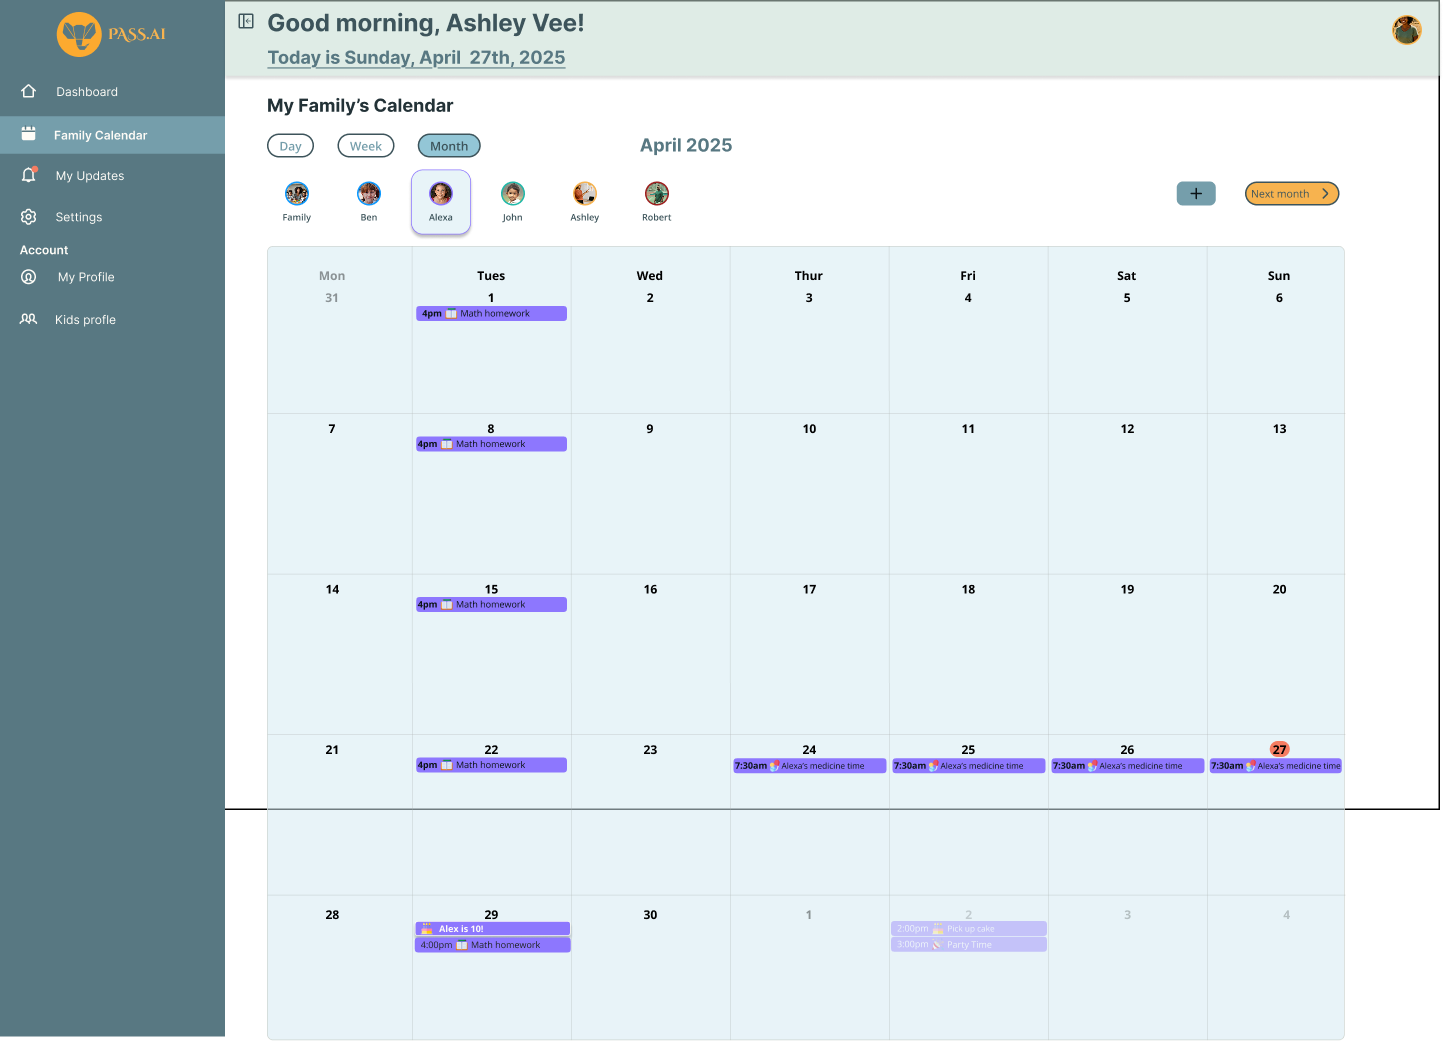 PASS.AI
Dashboard
Family Calendar
My Updates
Settings
Account
My Profile
Kids profle
Good morning, Ashley Vee!
Today is Sunday, April 27th, 2025
My Family's Calendar
Day Week Month April 2025
Family Ben Alexa John Ashley Robert
+ Next month
Mon Tues Wed Thur Fri Sat Sun
31 1 2 3 4 5 6
4pm Math homework
7 8 9 10 11 12 13
4pm Math homework
14 15 16 17 18 19 20
4pm Math homework
21 22 23 24 25 26 27
4pm Math homework 7:30am Alexa's medicine time 7:30am Alexa's medicine time 7:30am Alexa's medicine time 7:30am Alexa's medicine time
28 29 30 1 2 3 4
Alex is 10! 2:00pm Pick up cake
4:00pm Math homework 3:00pm Party Time